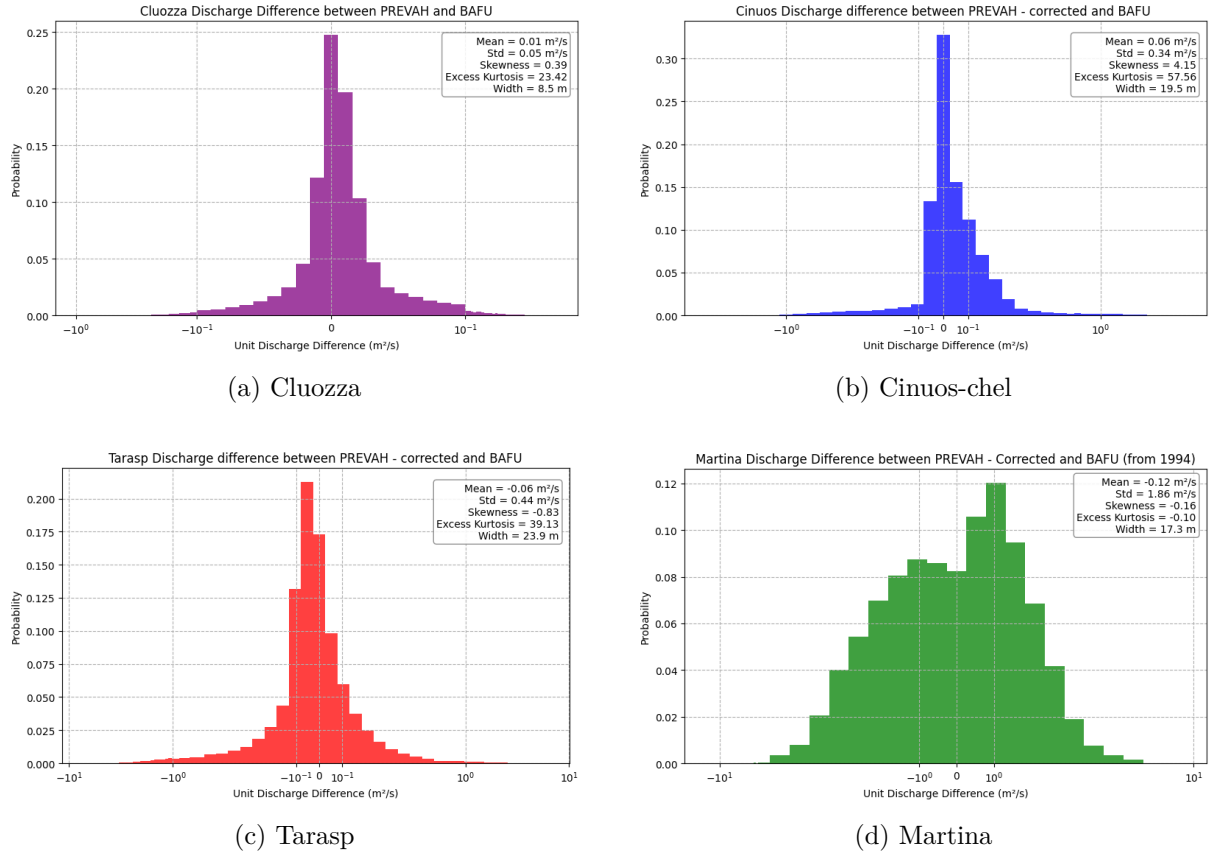 Cluozza Discharge Difference between PREVAH and BAFU
Mean = 0.01 m²/s
Std = 0.05 m²/s
Skewness = 0.39
Excess Kurtosis = 23.42
Width = 8.5 m
Probability
0.25
0.20
0.15
0.10
0.05
0.00
−10⁰
−10⁻¹
0
10⁻¹
Unit Discharge Difference (m²/s)
(a) Cluozza
Cinuos Discharge difference between PREVAH - corrected and BAFU
Mean = 0.06 m²/s
Std = 0.34 m²/s
Skewness = 4.15
Excess Kurtosis = 57.56
Width = 19.5 m
Probability
0.30
0.25
0.20
0.15
0.10
0.05
0.00
−10⁰
−10⁻¹
0
10⁻¹
10⁰
Unit Discharge Difference (m²/s)
(b) Cinuos-chel
Tarasp Discharge difference between PREVAH - corrected and BAFU
Mean = -0.06 m²/s
Std = 0.44 m²/s
Skewness = -0.83
Excess Kurtosis = 39.13
Width = 23.9 m
Probability
0.200
0.175
0.150
0.125
0.100
0.075
0.050
0.025
0.000
−10¹
−10⁰
−10⁻¹
0
10⁻¹
10⁰
10¹
Unit Discharge Difference (m²/s)
(c) Tarasp
Martina Discharge Difference between PREVAH - Corrected and BAFU (from 1994)
Mean = -0.12 m²/s
Std = 1.86 m²/s
Skewness = -0.16
Excess Kurtosis = -0.10
Width = 17.3 m
Probability
0.12
0.10
0.08
0.06
0.04
0.02
0.00
−10¹
−10⁰
0
10⁰
10¹
Unit Discharge Difference (m²/s)
(d) Martina